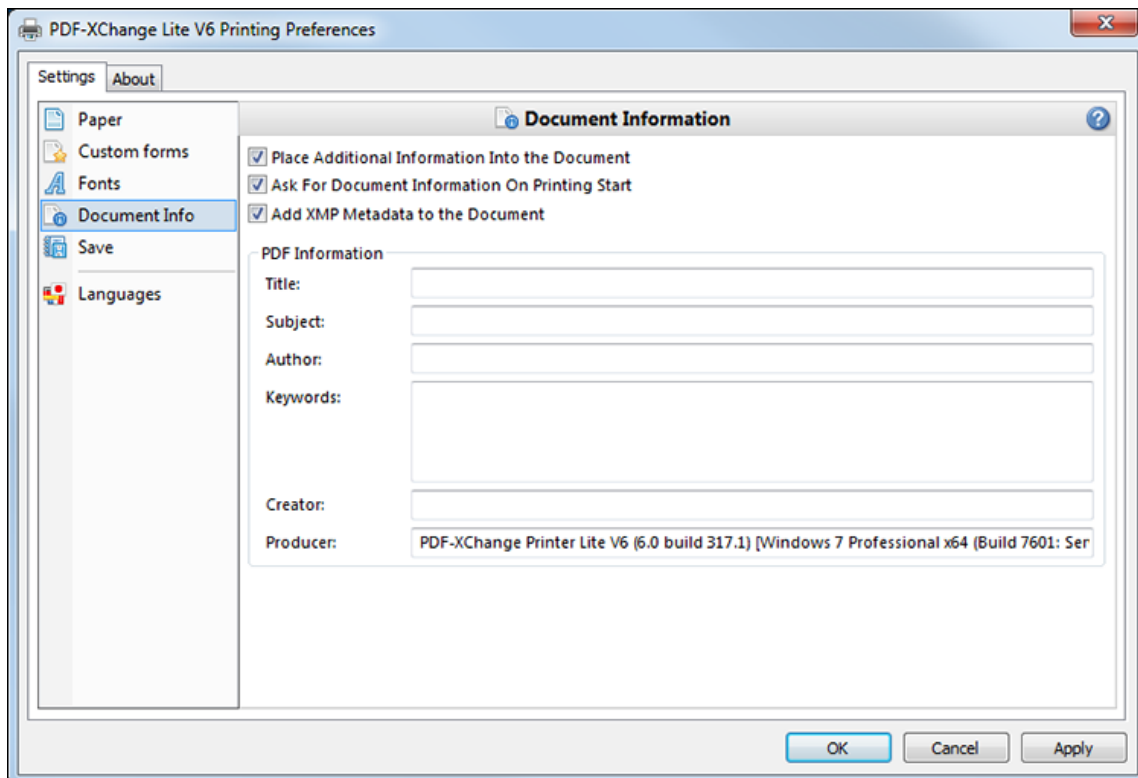 PDF-XChange Lite V6 Printing Preferences
Settings
About
Paper
Custom forms
Fonts
Document Info
Save
Languages
Document Information
Place Additional Information Into the Document
Ask For Document Information On Printing Start
Add XMP Metadata to the Document
PDF Information
Title:
Subject:
Author:
Keywords:
Creator:
Producer: PDF-XChange Printer Lite V6 (6.0 build 317.1) [Windows 7 Professional x64 (Build 7601: Ser
OK Cancel Apply